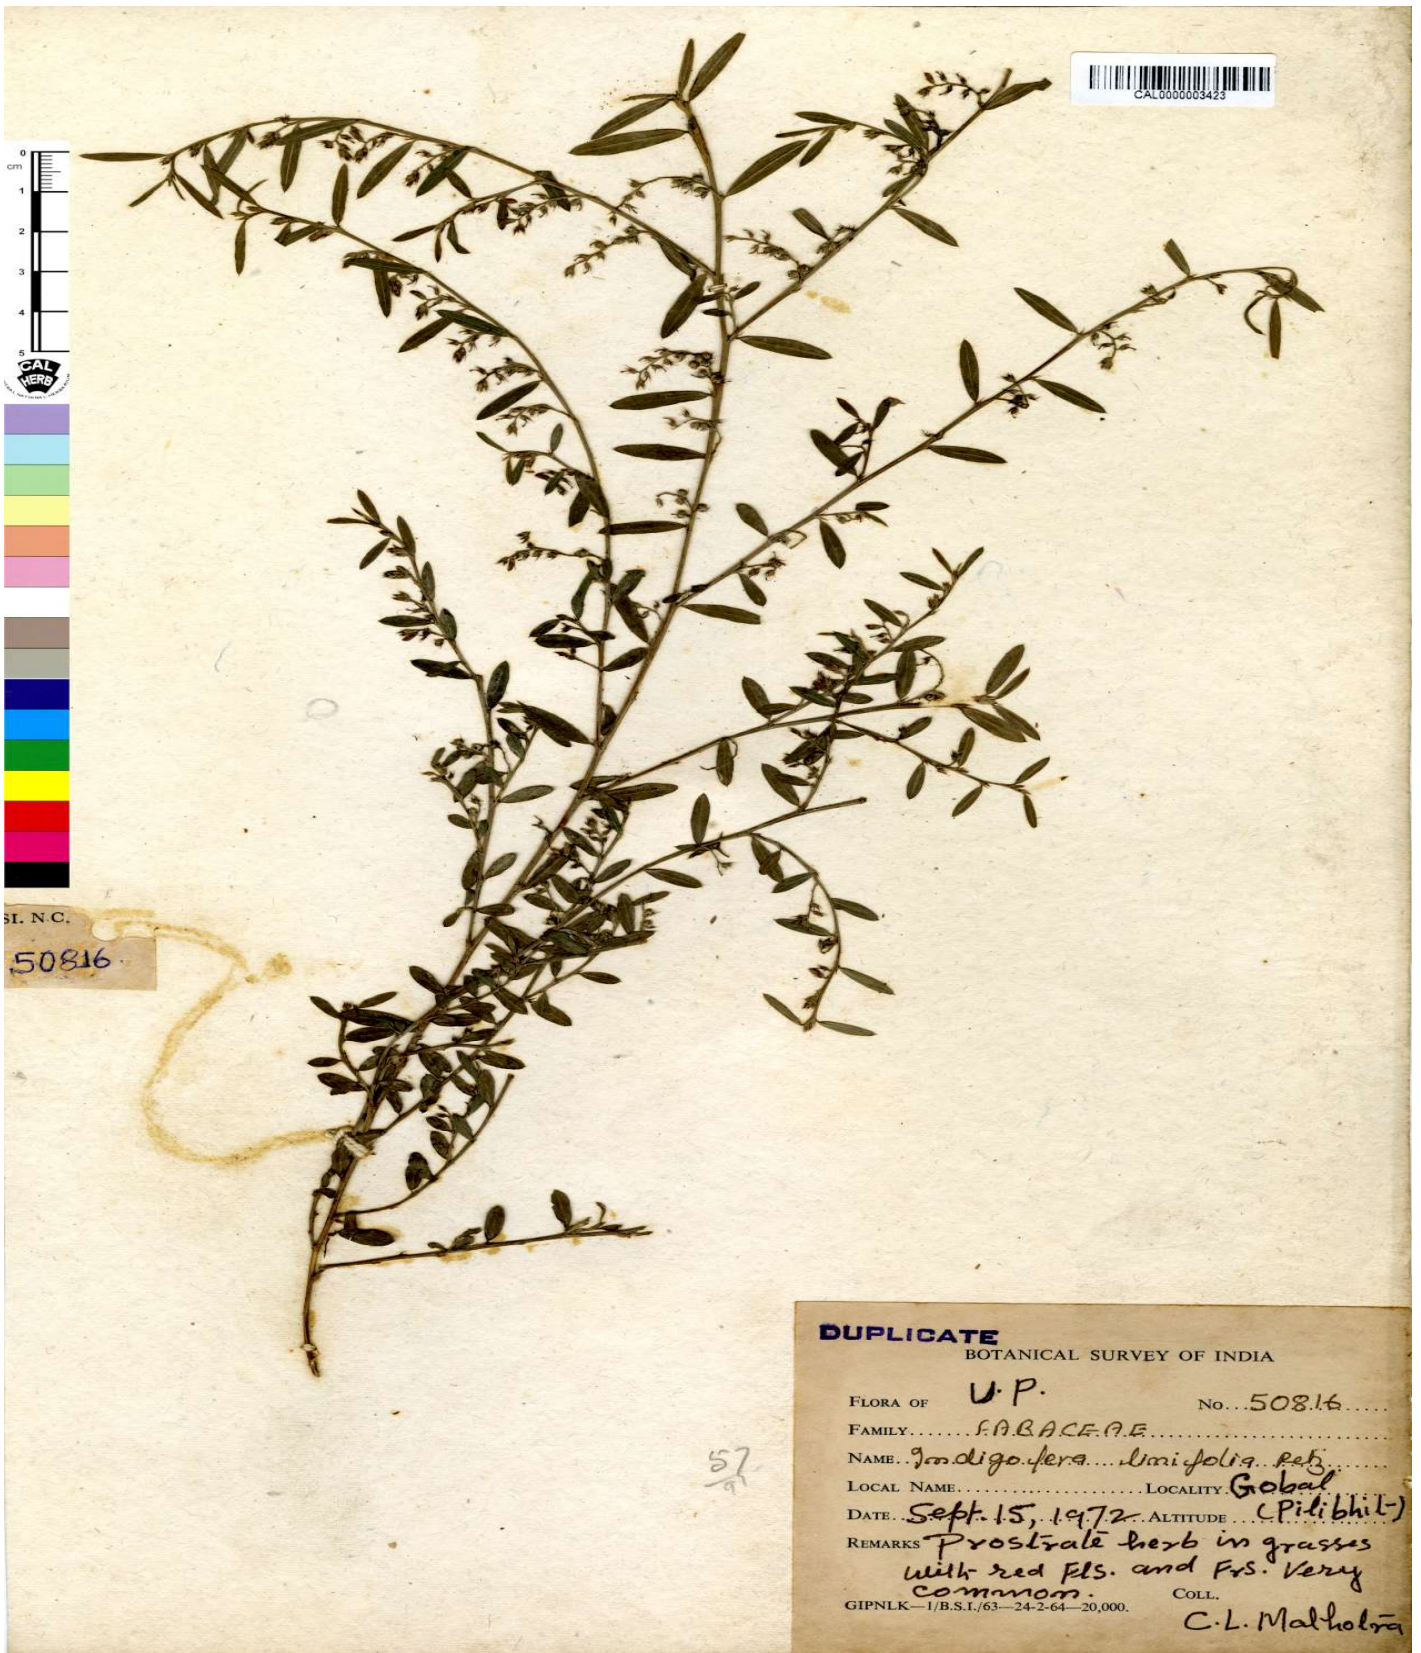 CAL0000003423
0
cm
1
2
3
4
5
CAL
HERB
SI. N.C.
50816
57
DUPLICATE
BOTANICAL SURVEY OF INDIA
FLORA OF U.P. No...50816
FAMILY FABACEAE
NAME Indigofera linifolia Retz
LOCAL NAME LOCALITY Gobal
DATE Sept. 15, 1972 ALTITUDE (Pilibhit)
REMARKS Prostrate herb in grasses
with red Fls. and Frs. Very
common. COLL.
GIPNLK—1/B.S.I./63—24-2-64—20,000.
C.L. Malhotra